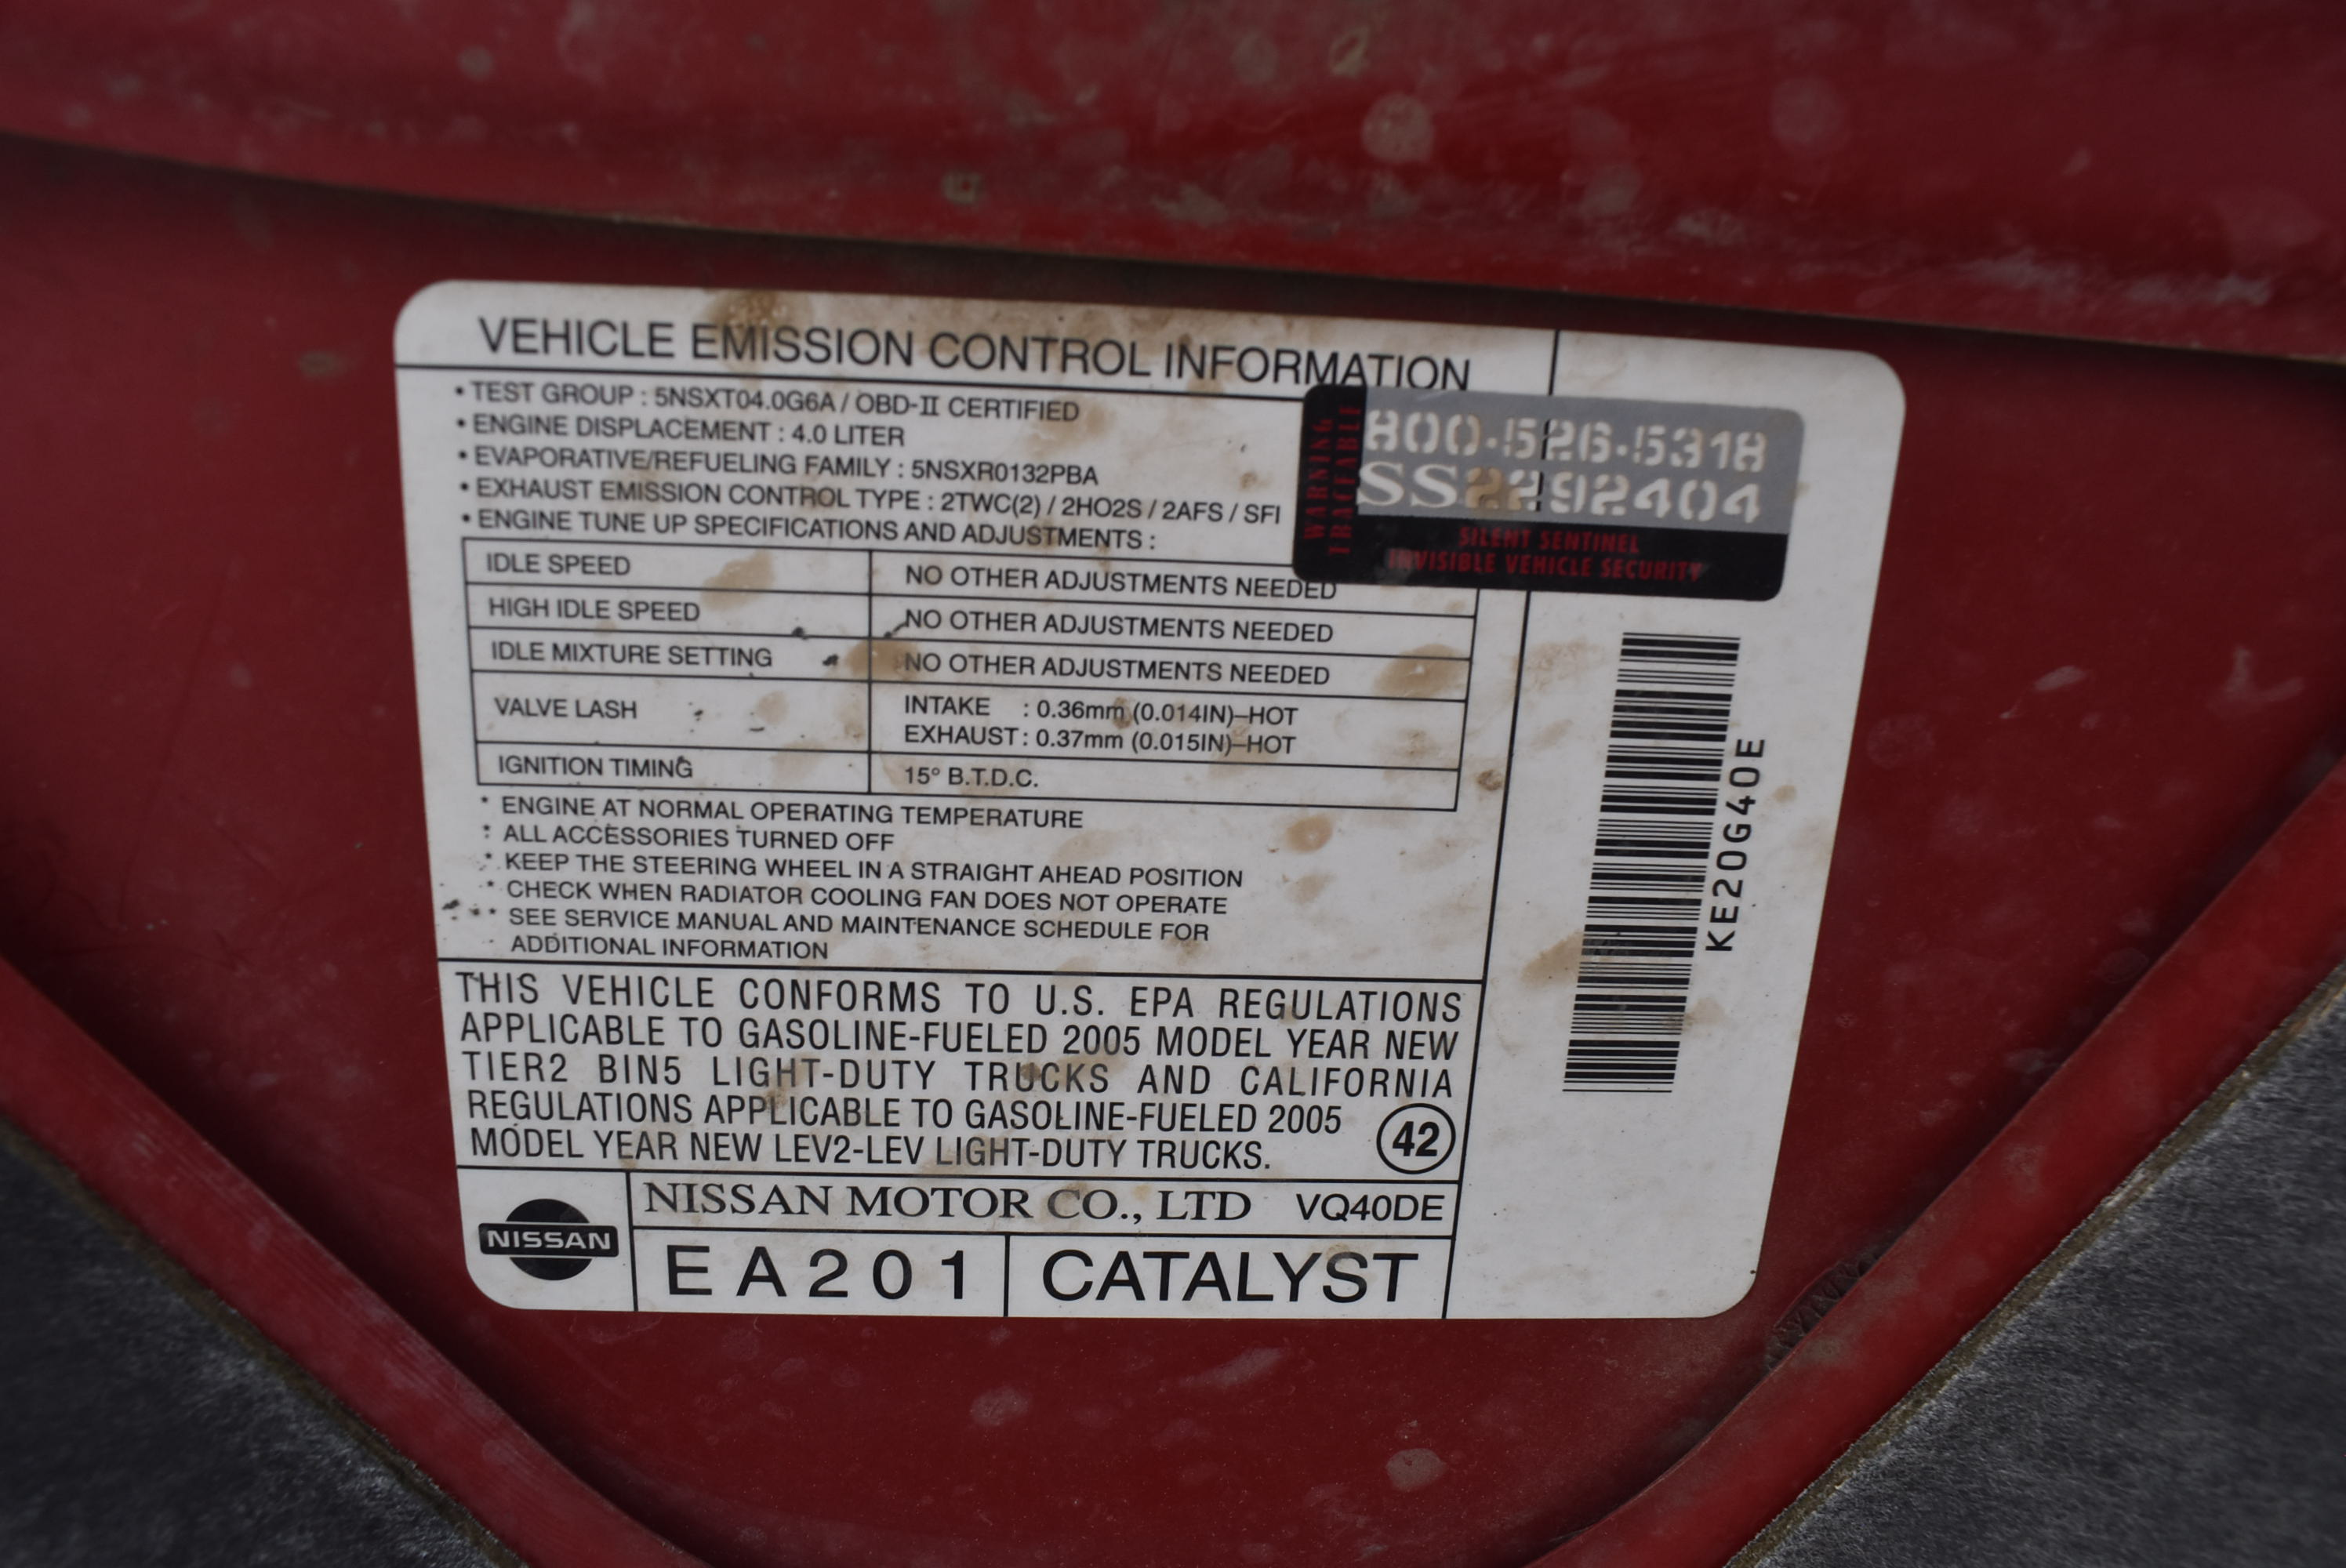 VEHICLE EMISSION CONTROL INFORMATION
• TEST GROUP : 5NSXT04.0G6A / OBD-II CERTIFIED
• ENGINE DISPLACEMENT : 4.0 LITER
• EVAPORATIVE/REFUELING FAMILY : 5NSXR0132PBA
• EXHAUST EMISSION CONTROL TYPE : 2TWC(2) / 2HO2S / 2AFS / SFI
• ENGINE TUNE UP SPECIFICATIONS AND ADJUSTMENTS :
WARNING
TRACEABLE
800-526-5318
SS2292404
SILENT SENTINEL
INVISIBLE VEHICLE SECURITY
IDLE SPEED NO OTHER ADJUSTMENTS NEEDED
HIGH IDLE SPEED NO OTHER ADJUSTMENTS NEEDED
IDLE MIXTURE SETTING NO OTHER ADJUSTMENTS NEEDED
VALVE LASH INTAKE : 0.36mm (0.014IN)–HOT
EXHAUST : 0.37mm (0.015IN)–HOT
IGNITION TIMING 15° B.T.D.C.
* ENGINE AT NORMAL OPERATING TEMPERATURE
* ALL ACCESSORIES TURNED OFF
* KEEP THE STEERING WHEEL IN A STRAIGHT AHEAD POSITION
* CHECK WHEN RADIATOR COOLING FAN DOES NOT OPERATE
* SEE SERVICE MANUAL AND MAINTENANCE SCHEDULE FOR
ADDITIONAL INFORMATION
THIS VEHICLE CONFORMS TO U.S. EPA REGULATIONS
APPLICABLE TO GASOLINE-FUELED 2005 MODEL YEAR NEW
TIER2 BIN5 LIGHT-DUTY TRUCKS AND CALIFORNIA
REGULATIONS APPLICABLE TO GASOLINE-FUELED 2005
MODEL YEAR NEW LEV2-LEV LIGHT-DUTY TRUCKS.
42
NISSAN
NISSAN MOTOR CO., LTD VQ40DE
EA201 CATALYST
KE20G40E